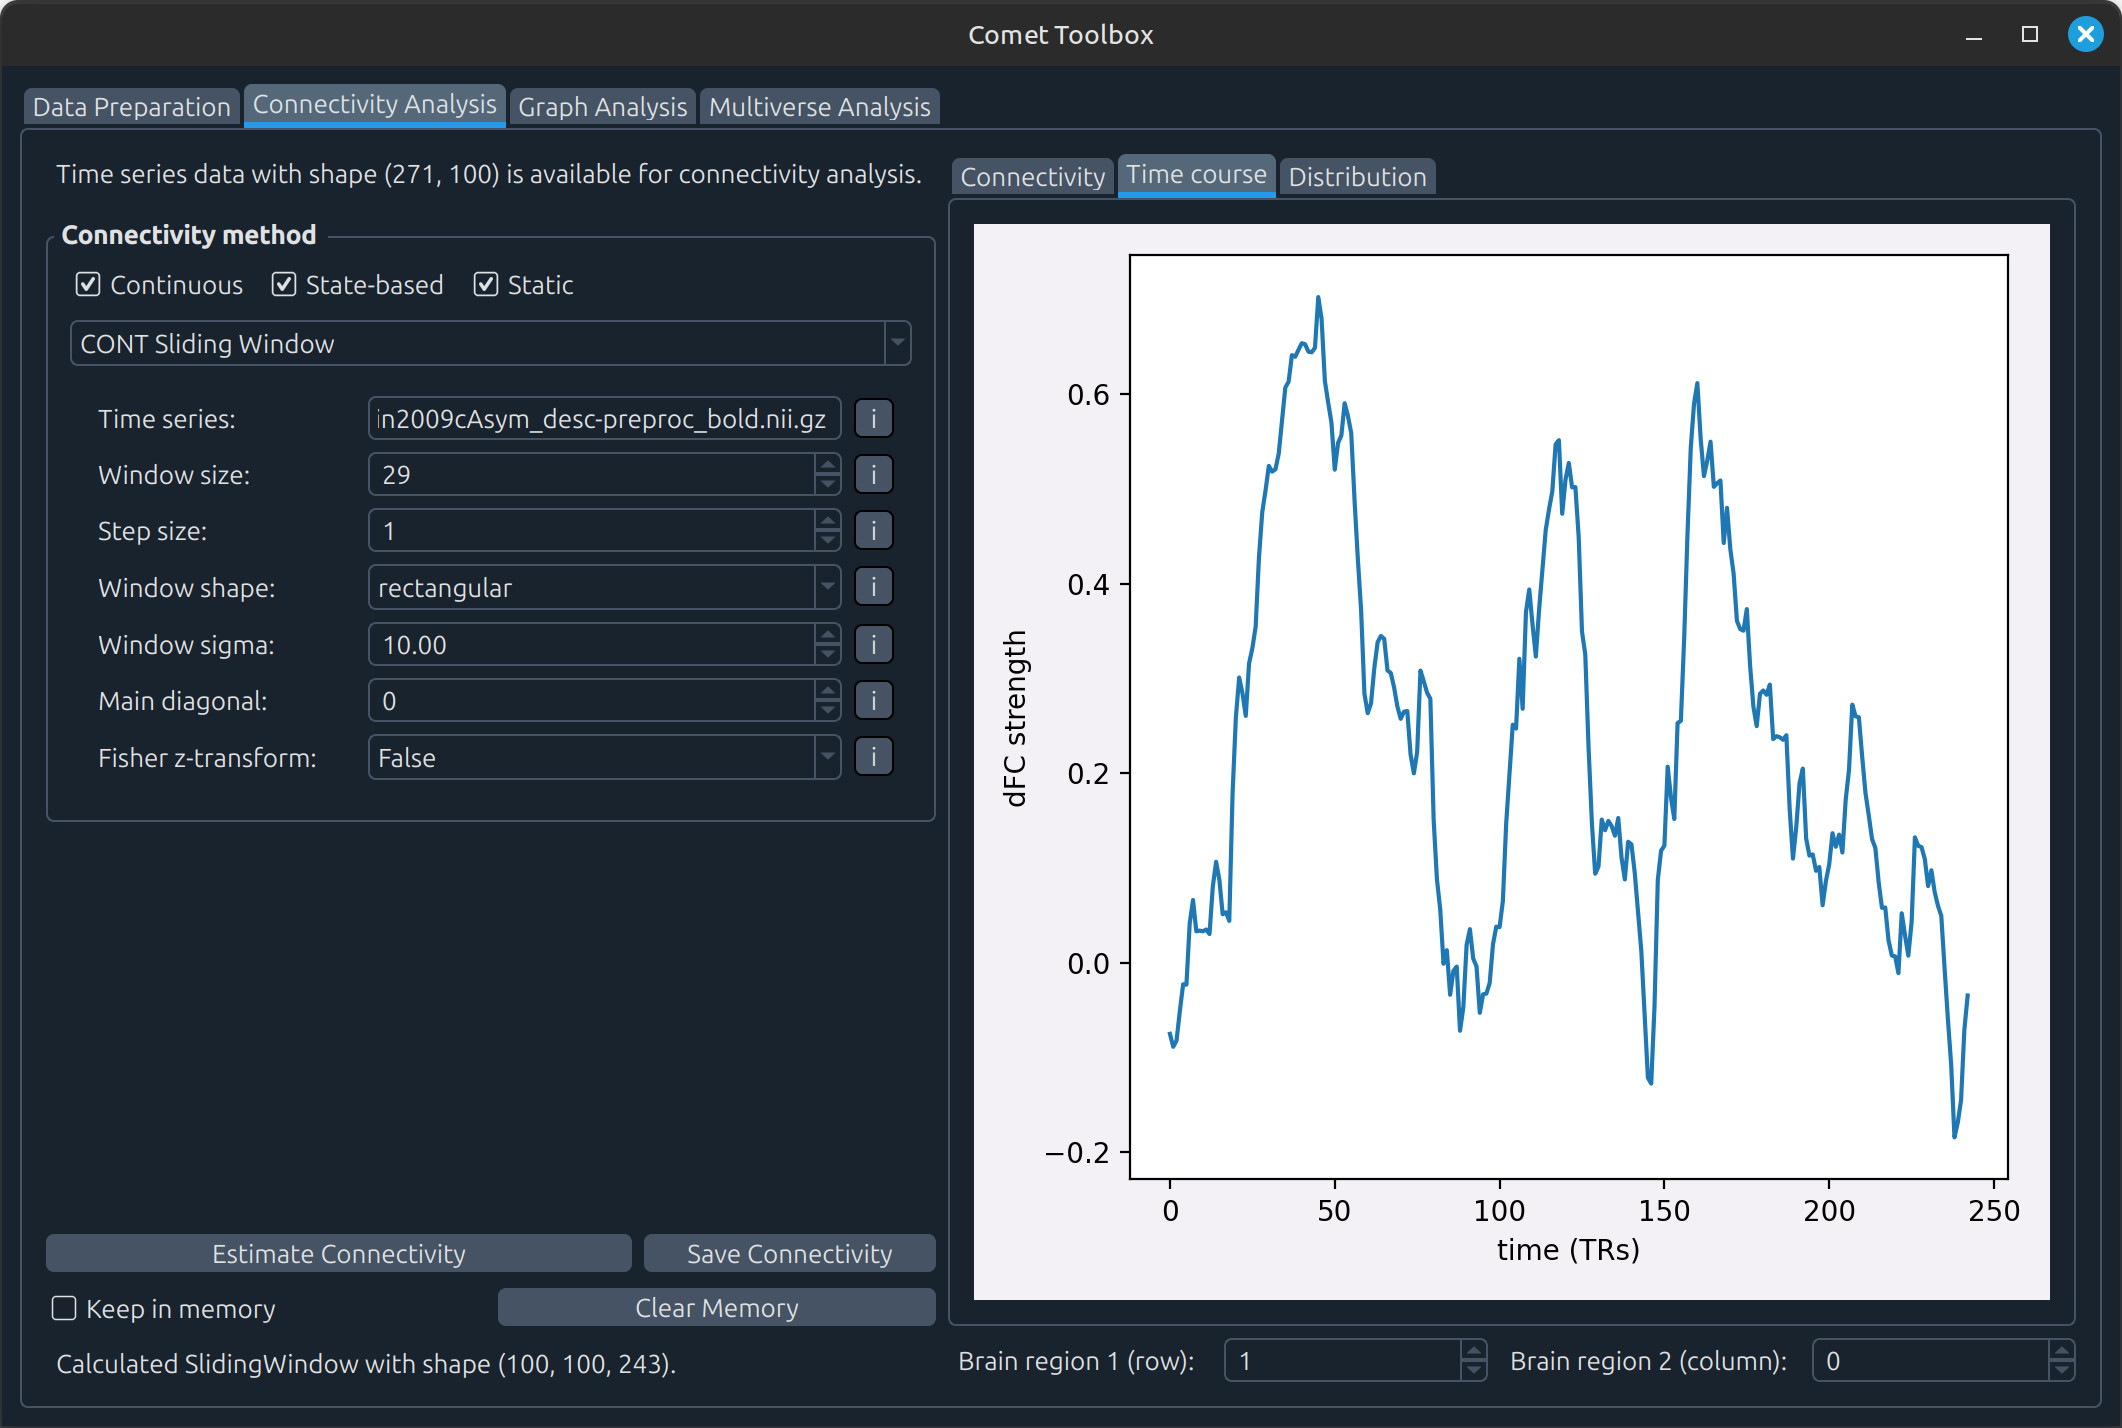 Comet Toolbox
Data Preparation
Connectivity Analysis
Graph Analysis
Multiverse Analysis
Time series data with shape (271, 100) is available for connectivity analysis.
Connectivity method
Continuous
State-based
Static
CONT Sliding Window
Time series:
in2009cAsym_desc-preproc_bold.nii.gz
i
Window size:
29
i
Step size:
1
i
Window shape:
rectangular
i
Window sigma:
10.00
i
Main diagonal:
0
i
Fisher z-transform:
False
i
Estimate Connectivity
Save Connectivity
Keep in memory
Clear Memory
Calculated SlidingWindow with shape (100, 100, 243).
Connectivity
Time course
Distribution
dFC strength
0.6
0.4
0.2
0.0
−0.2
0
50
100
150
200
250
time (TRs)
Brain region 1 (row):
1
Brain region 2 (column):
0